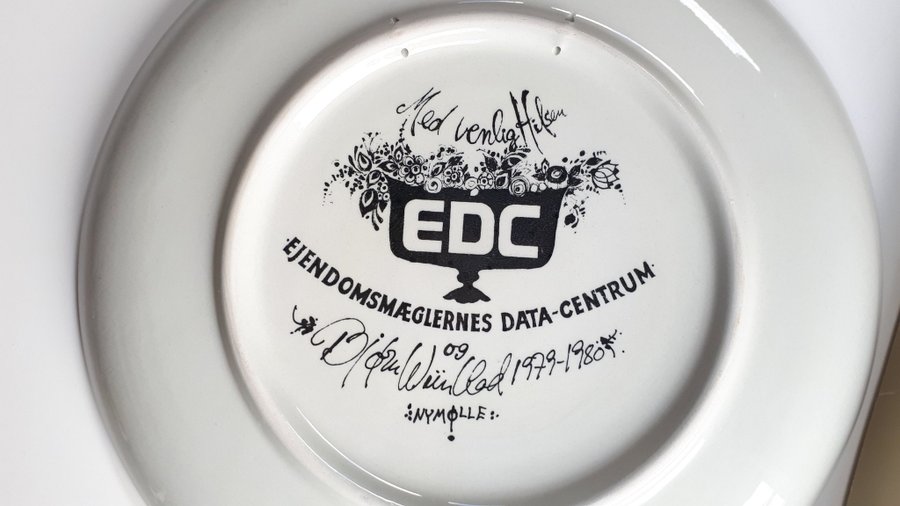 Med venlig Hilsen
EDC
EJENDOMSMÆGLERNES DATA-CENTRUM
og
Bjørn Wiinblad 1979-1980
NYMØLLE